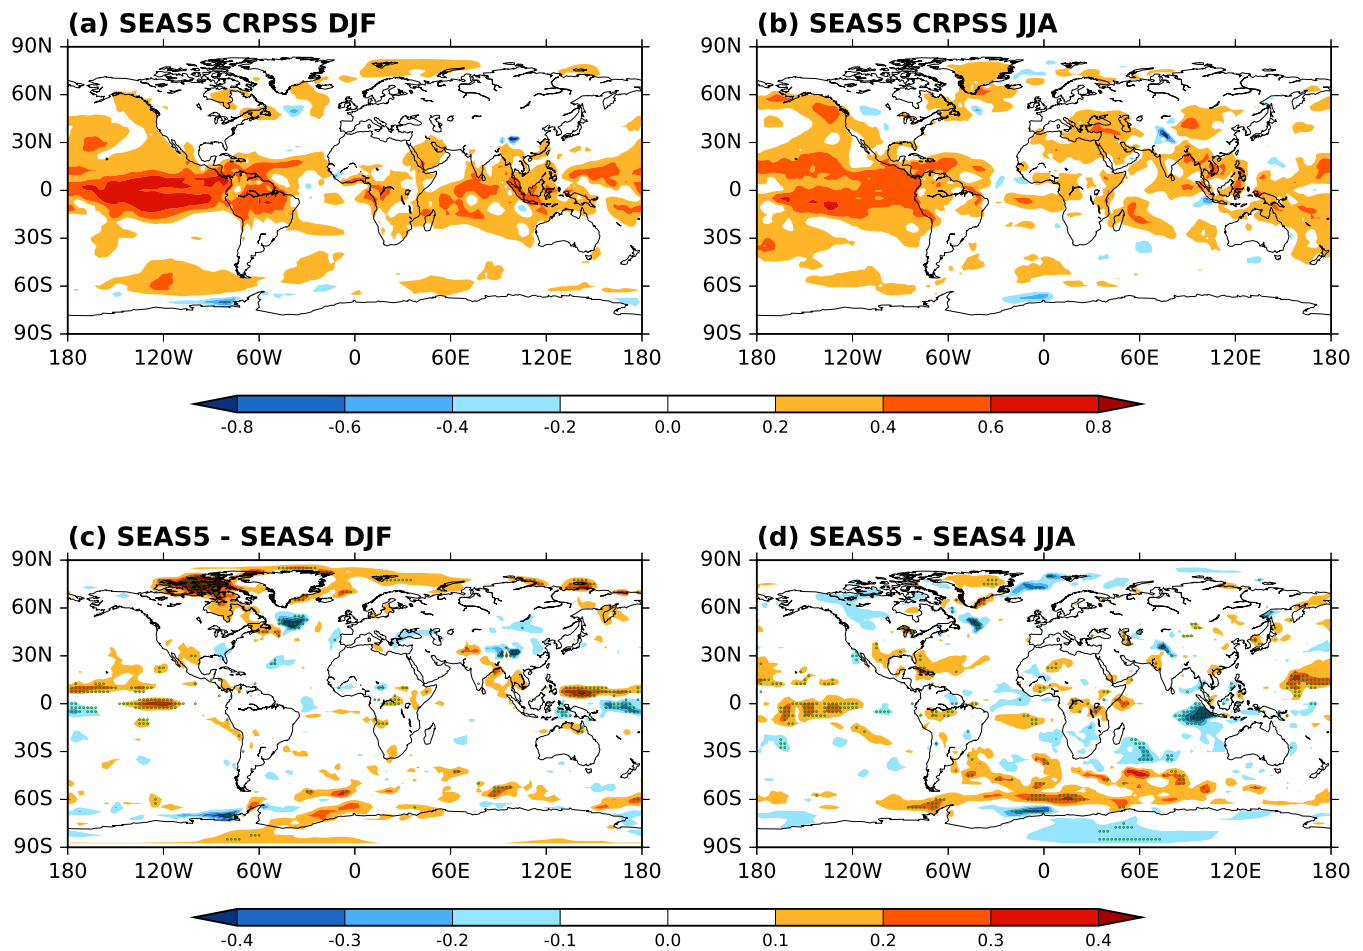 (a) SEAS5 CRPSS DJF
(b) SEAS5 CRPSS JJA
90N
60N
30N
0
30S
60S
90S
180 120W 60W 0 60E 120E 180
90N
60N
30N
0
30S
60S
90S
180 120W 60W 0 60E 120E 180
-0.8 -0.6 -0.4 -0.2 0.0 0.2 0.4 0.6 0.8
(c) SEAS5 - SEAS4 DJF
(d) SEAS5 - SEAS4 JJA
90N
60N
30N
0
30S
60S
90S
180 120W 60W 0 60E 120E 180
90N
60N
30N
0
30S
60S
90S
180 120W 60W 0 60E 120E 180
-0.4 -0.3 -0.2 -0.1 0.0 0.1 0.2 0.3 0.4